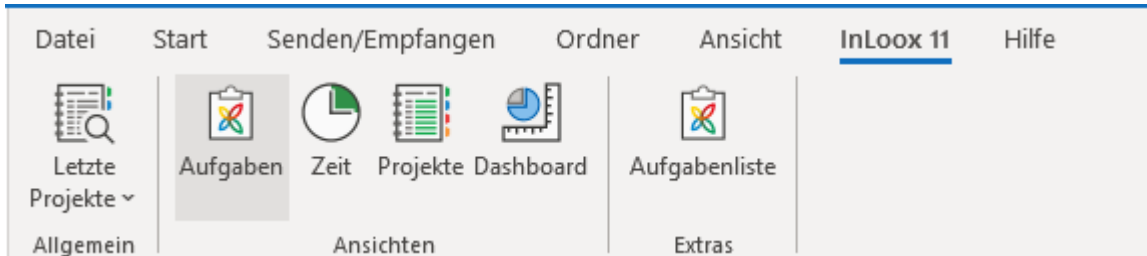 Datei Start Senden/Empfangen Ordner Ansicht InLoox 11 Hilfe
Letzte Projekte
Aufgaben Zeit Projekte Dashboard
Aufgabenliste
Allgemein Ansichten Extras